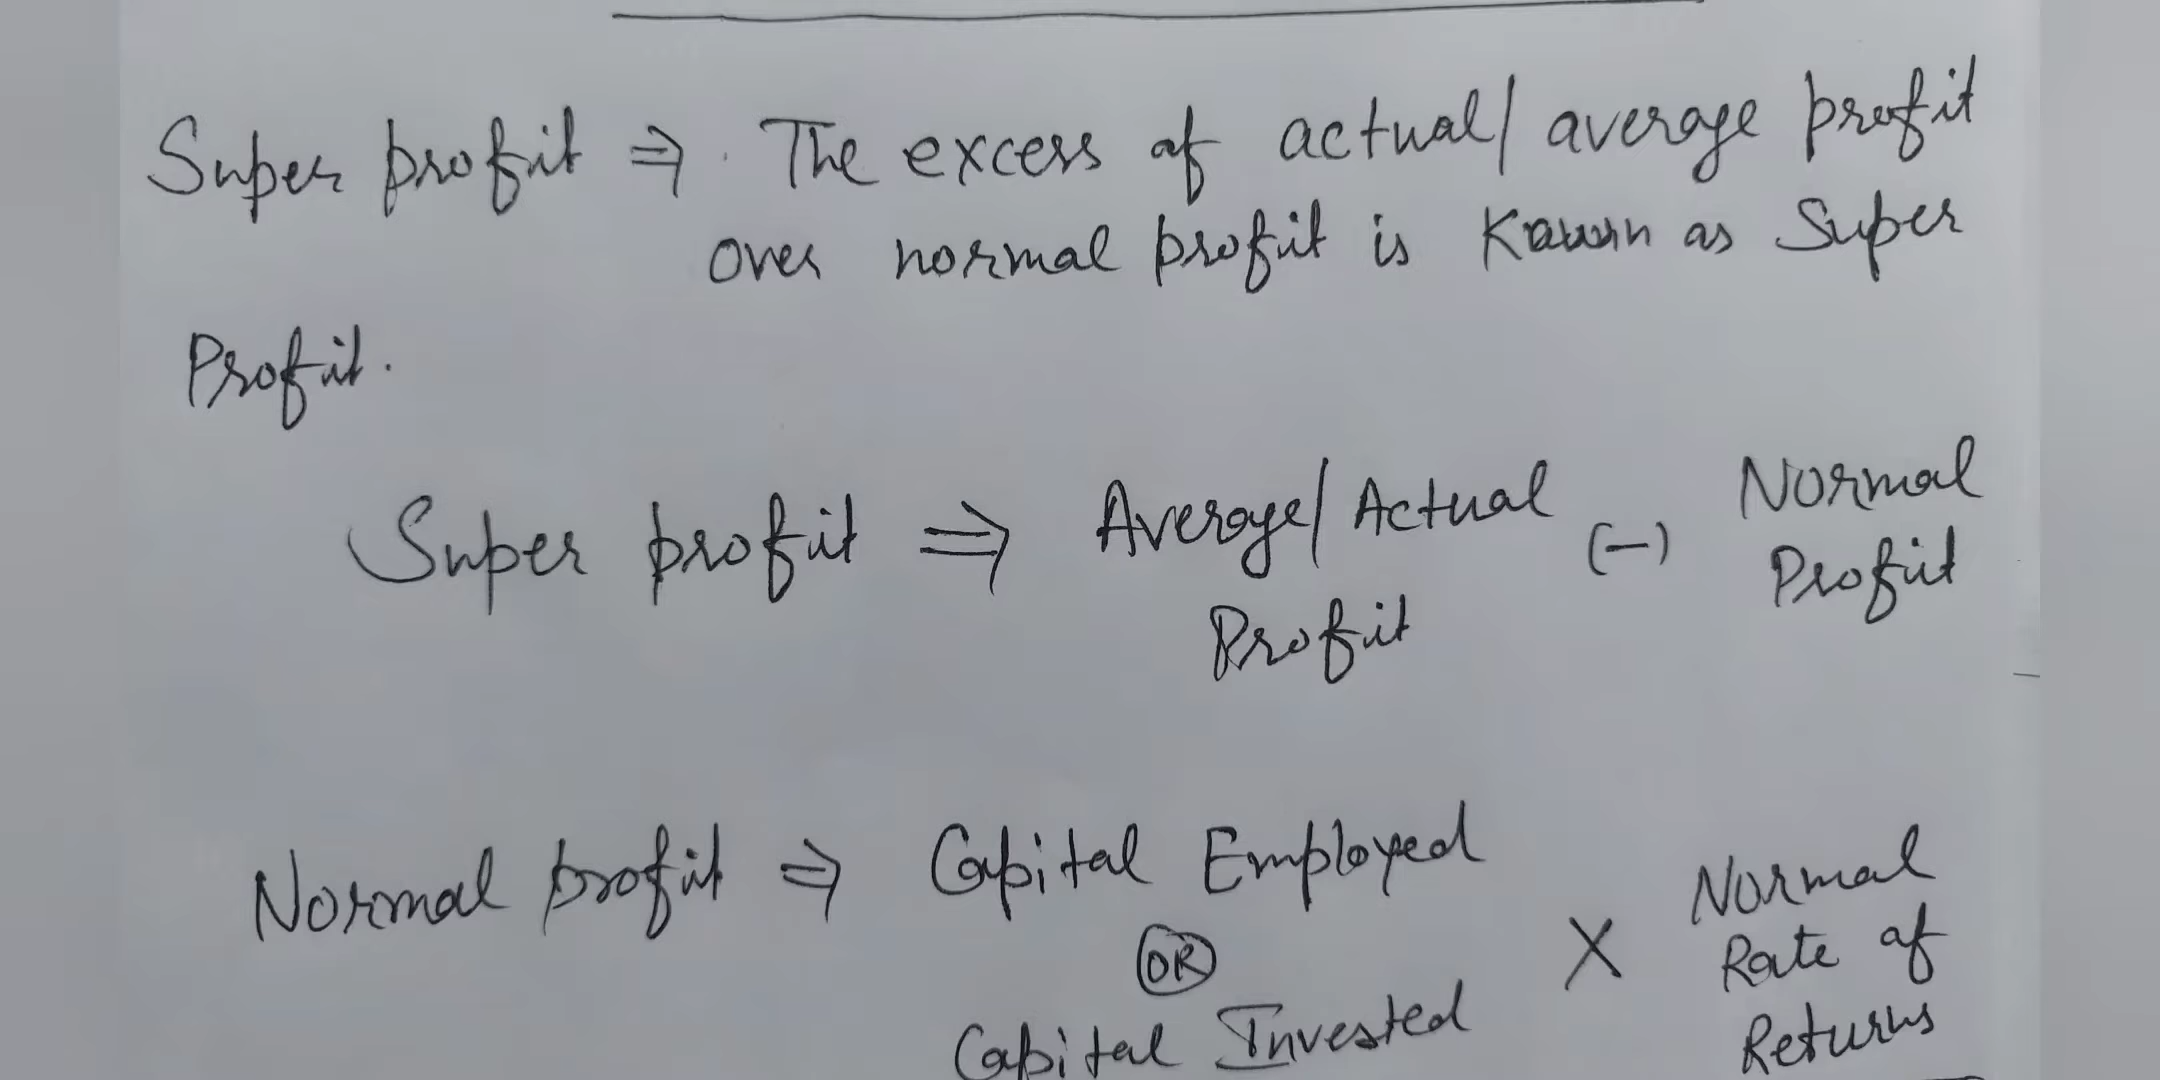 Super profit ⇒ The excess of actual/average profit
over normal profit is Known as Super
Profit.
Super profit ⇒ Average/Actual Profit (-) Normal Profit
Normal profit ⇒ Capital Employed OR Capital Invested X Normal Rate of Returns